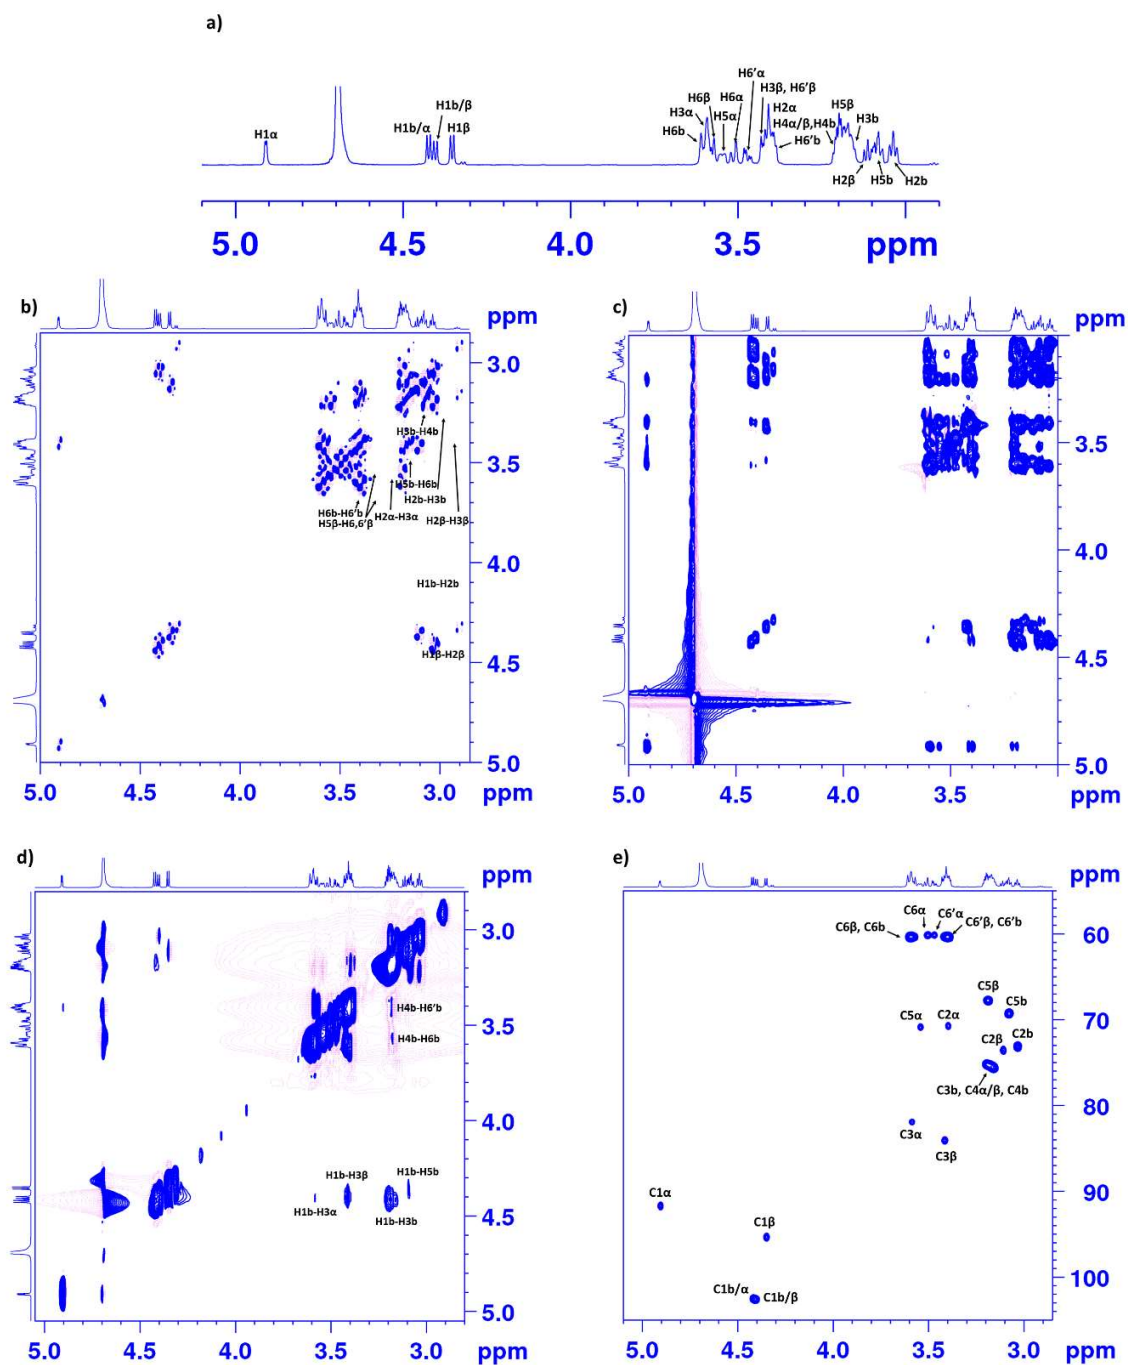 a)
H6'α
H3β, H6'β
H6β
H6α
H2α
H5β
H1b/β
H3α
H5α
H4α/β, H4b
H3b
H1α
H1b/α
H1β
H6b
H6'b
H2β
H5b
H2b
5.0
4.5
4.0
3.5
ppm
b)
ppm
3.0
H3b-H4b
3.5
H5b-H6b
H2b-H3b
H6b-H6'b
H5β-H6,6'β
H2α-H3α
H2β-H3β
4.0
H1b-H2b
H1β-H2β
4.5
5.0
5.0
4.5
4.0
3.5
3.0
ppm
c)
ppm
3.5
4.0
4.5
5.0
5.0
4.5
4.0
3.5
ppm
d)
ppm
3.0
H4b-H6'b
3.5
H4b-H6b
4.0
H1b-H3β
H1b-H5b
4.5
H1b-H3α
H1b-H3b
5.0
5.0
4.5
4.0
3.5
3.0
ppm
e)
ppm
C6α
C6'α
C6β, C6b
C6'β, C6'b
60
C5β
C5b
70
C5α
C2α
C2β
C2b
C3b, C4α/β, C4b
80
C3α
C3β
C1α
90
C1β
C1b/α
C1b/β
100
5.0
4.5
4.0
3.5
3.0
ppm